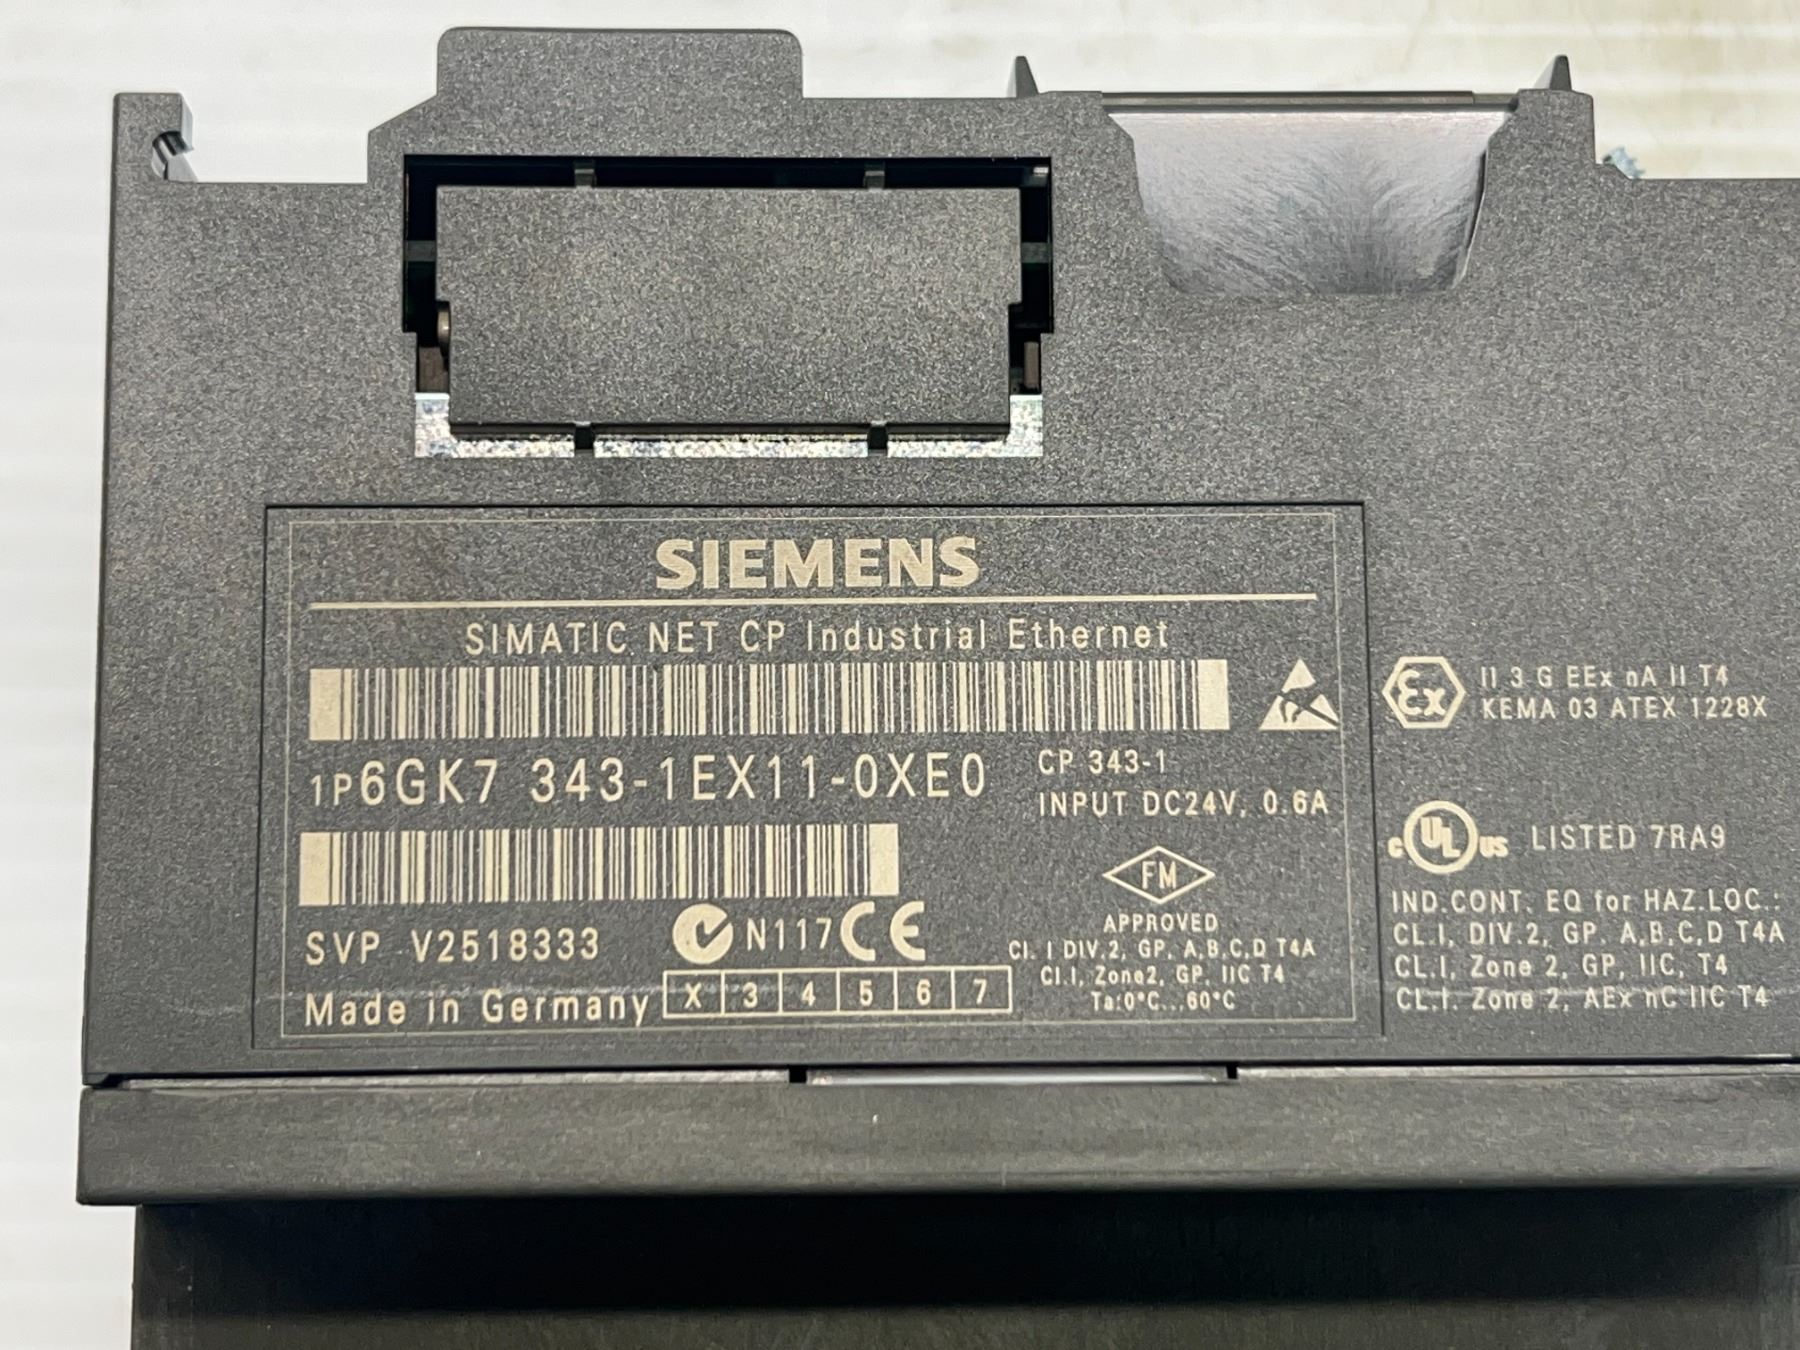 SIEMENS
SIMATIC NET CP Industrial Ethernet
1P6GK7 343-1EX11-0XE0
CP 343-1
INPUT DC24V, 0.6A
SVP V2518333
N117 CE
Made in Germany
X 3 4 5 6 7
FM
APPROVED
Cl. I DIV.2, GP. A,B,C,D T4A
Cl.I, Zone2, GP, IIC T4
Ta:0°C...60°C
Ex
II 3 G EEx nA II T4
KEMA 03 ATEX 1228X
c UL us LISTED 7RA9
IND.CONT. EQ for HAZ.LOC.:
CL.I, DIV.2, GP. A,B,C,D T4A
CL.I, Zone 2, GP, IIC, T4
CL.I. Zone 2, AEx nC IIC T4